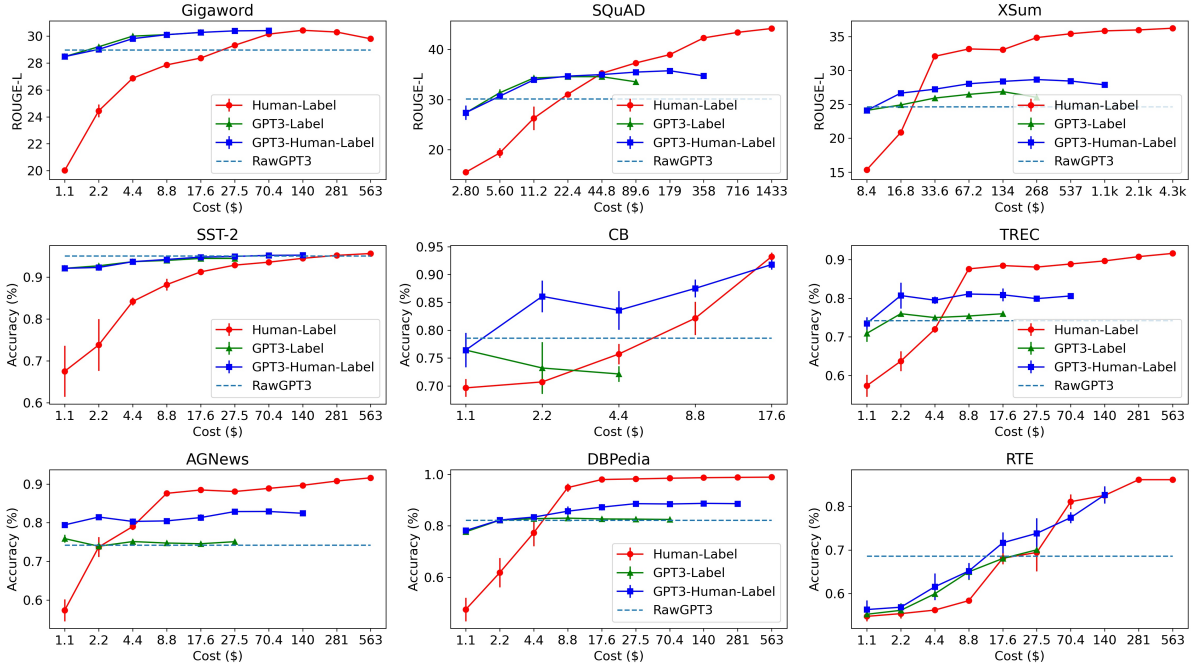 Gigaword
ROUGE-L
30
28
26
24
22
20
Human-Label
GPT3-Label
GPT3-Human-Label
RawGPT3
1.1 2.2 4.4 8.8 17.6 27.5 70.4 140 281 563
Cost ($)
SQuAD
ROUGE-L
40
30
20
Human-Label
GPT3-Label
GPT3-Human-Label
RawGPT3
2.80 5.60 11.2 22.4 44.8 89.6 179 358 716 1433
Cost ($)
XSum
ROUGE-L
35
30
25
20
15
Human-Label
GPT3-Label
GPT3-Human-Label
RawGPT3
8.4 16.8 33.6 67.2 134 268 537 1.1k 2.1k 4.3k
Cost ($)
SST-2
Accuracy (%)
0.9
0.8
0.7
0.6
Human-Label
GPT3-Label
GPT3-Human-Label
RawGPT3
1.1 2.2 4.4 8.8 17.6 27.5 70.4 140 281 563
Cost ($)
CB
Accuracy (%)
0.95
0.90
0.85
0.80
0.75
0.70
1.1 2.2 4.4 8.8 17.6
Cost ($)
TREC
Accuracy (%)
0.9
0.8
0.7
0.6
Human-Label
GPT3-Label
GPT3-Human-Label
RawGPT3
1.1 2.2 4.4 8.8 17.6 27.5 70.4 140 281 563
Cost ($)
AGNews
Accuracy (%)
0.9
0.8
0.7
0.6
1.1 2.2 4.4 8.8 17.6 27.5 70.4 140 281 563
Cost ($)
DBPedia
Accuracy (%)
1.0
0.8
0.6
Human-Label
GPT3-Label
GPT3-Human-Label
RawGPT3
1.1 2.2 4.4 8.8 17.6 27.5 70.4 140 281 563
Cost ($)
RTE
Accuracy (%)
0.8
0.7
0.6
1.1 2.2 4.4 8.8 17.6 27.5 70.4 140 281 563
Cost ($)